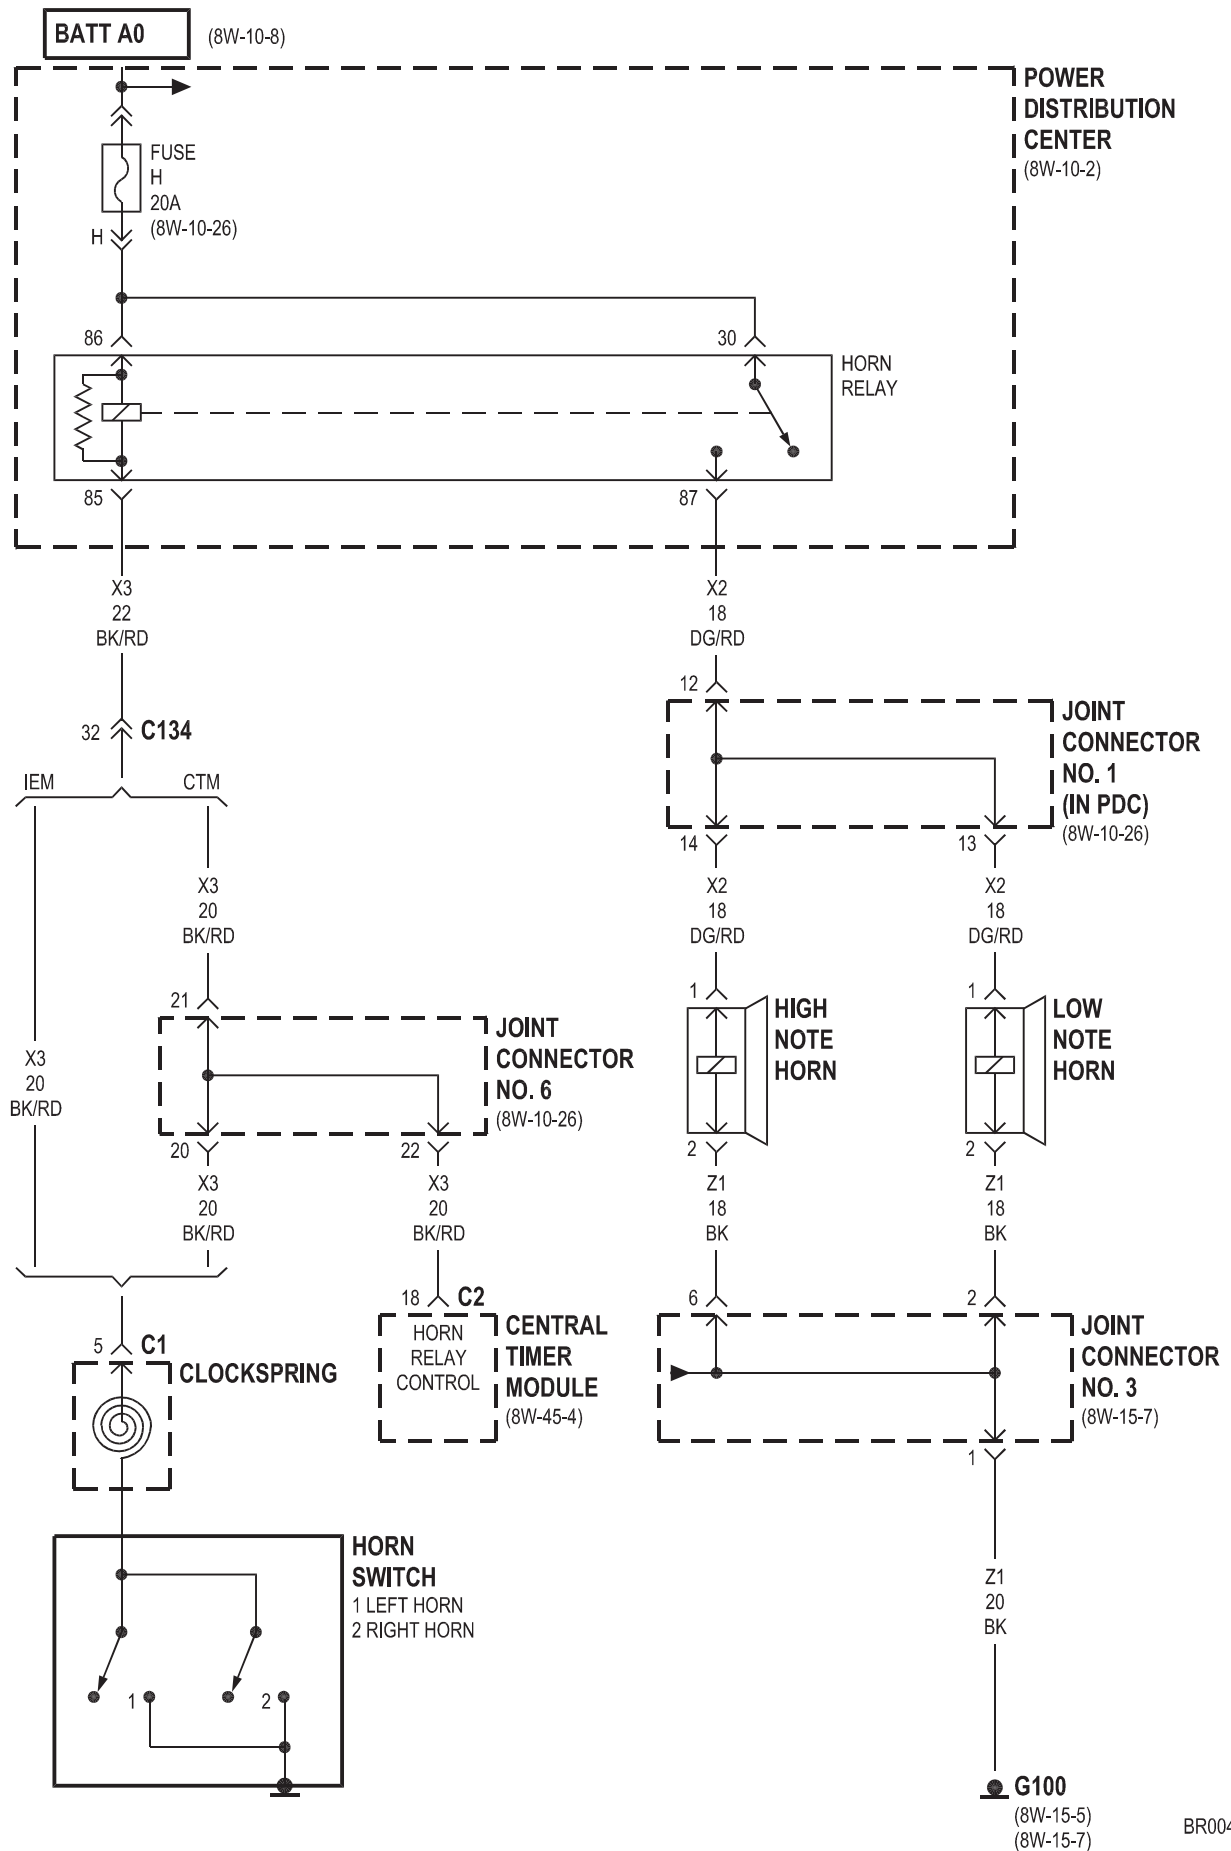 BATT A0 (8W-10-8)
POWER
DISTRIBUTION
CENTER
(8W-10-2)
FUSE
H
20A
(8W-10-26)
H
86
30
HORN
RELAY
85
87
X3
22
BK/RD
X2
18
DG/RD
32 C134
12
JOINT
CONNECTOR
NO. 1
(IN PDC)
(8W-10-26)
IEM
CTM
14
13
X3
20
BK/RD
X2
18
DG/RD
X2
18
DG/RD
21
JOINT
CONNECTOR
NO. 6
(8W-10-26)
1
HIGH
NOTE
HORN
1
LOW
NOTE
HORN
X3
20
BK/RD
20
22
2
2
X3
20
BK/RD
X3
20
BK/RD
Z1
18
BK
Z1
18
BK
18 C2
HORN
RELAY
CONTROL
CENTRAL
TIMER
MODULE
(8W-45-4)
6
2
JOINT
CONNECTOR
NO. 3
(8W-15-7)
5 C1
CLOCKSPRING
1
HORN
SWITCH
1 LEFT HORN
2 RIGHT HORN
1
2
Z1
20
BK
G100
(8W-15-5)
(8W-15-7)
BR004